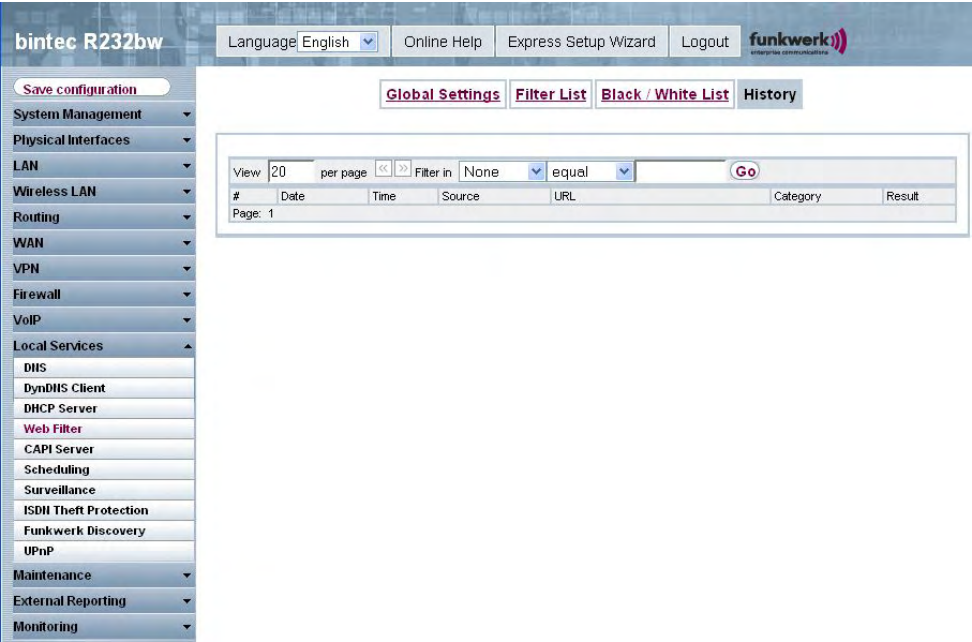 bintec R232bw
Language English Online Help Express Setup Wizard Logout funkwerk
enterprise communications
Save configuration
System Management
Physical Interfaces
LAN
Wireless LAN
Routing
WAN
VPN
Firewall
VoIP
Local Services
DNS
DynDNS Client
DHCP Server
Web Filter
CAPI Server
Scheduling
Surveillance
ISDN Theft Protection
Funkwerk Discovery
UPnP
Maintenance
External Reporting
Monitoring
Global Settings Filter List Black / White List History
View 20 per page << >> Filter in None equal Go
# Date Time Source URL Category Result
Page: 1